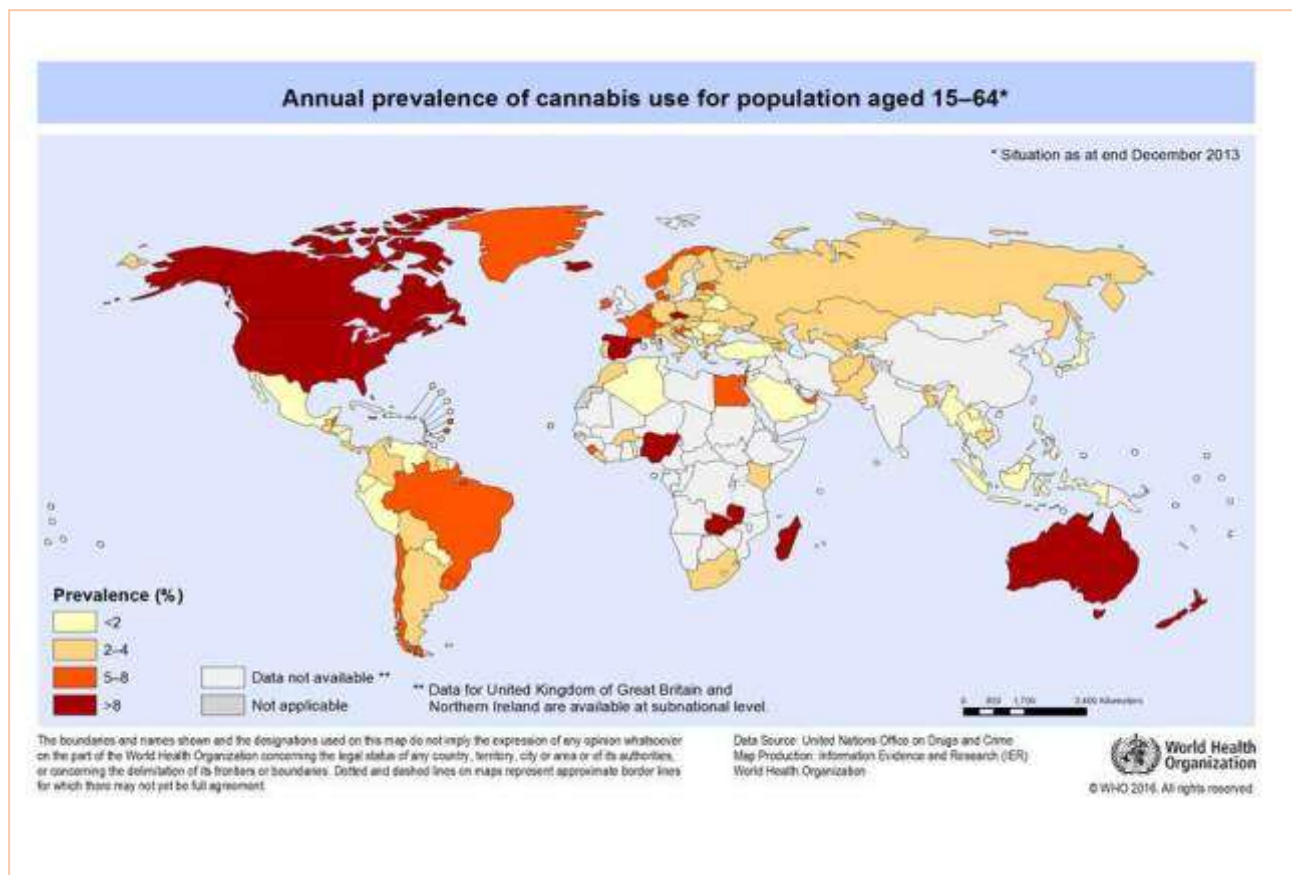 Annual prevalence of cannabis use for population aged 15–64*
* Situation as at end December 2013
Prevalence (%)
<2
2–4
5–8
>8
Data not available **
Not applicable
** Data for United Kingdom of Great Britain and
Northern Ireland are available at subnational level.
0 850 1,700 3,400 Kilometers
The boundaries and names shown and the designations used on this map do not imply the expression of any opinion whatsoever
on the part of the World Health Organization concerning the legal status of any country, territory, city or area or of its authorities,
or concerning the delimitation of its frontiers or boundaries. Dotted and dashed lines on maps represent approximate border lines
for which there may not yet be full agreement.
Data Source: United Nations Office on Drugs and Crime
Map Production: Information Evidence and Research (IER)
World Health Organization
World Health
Organization
© WHO 2016. All rights reserved.